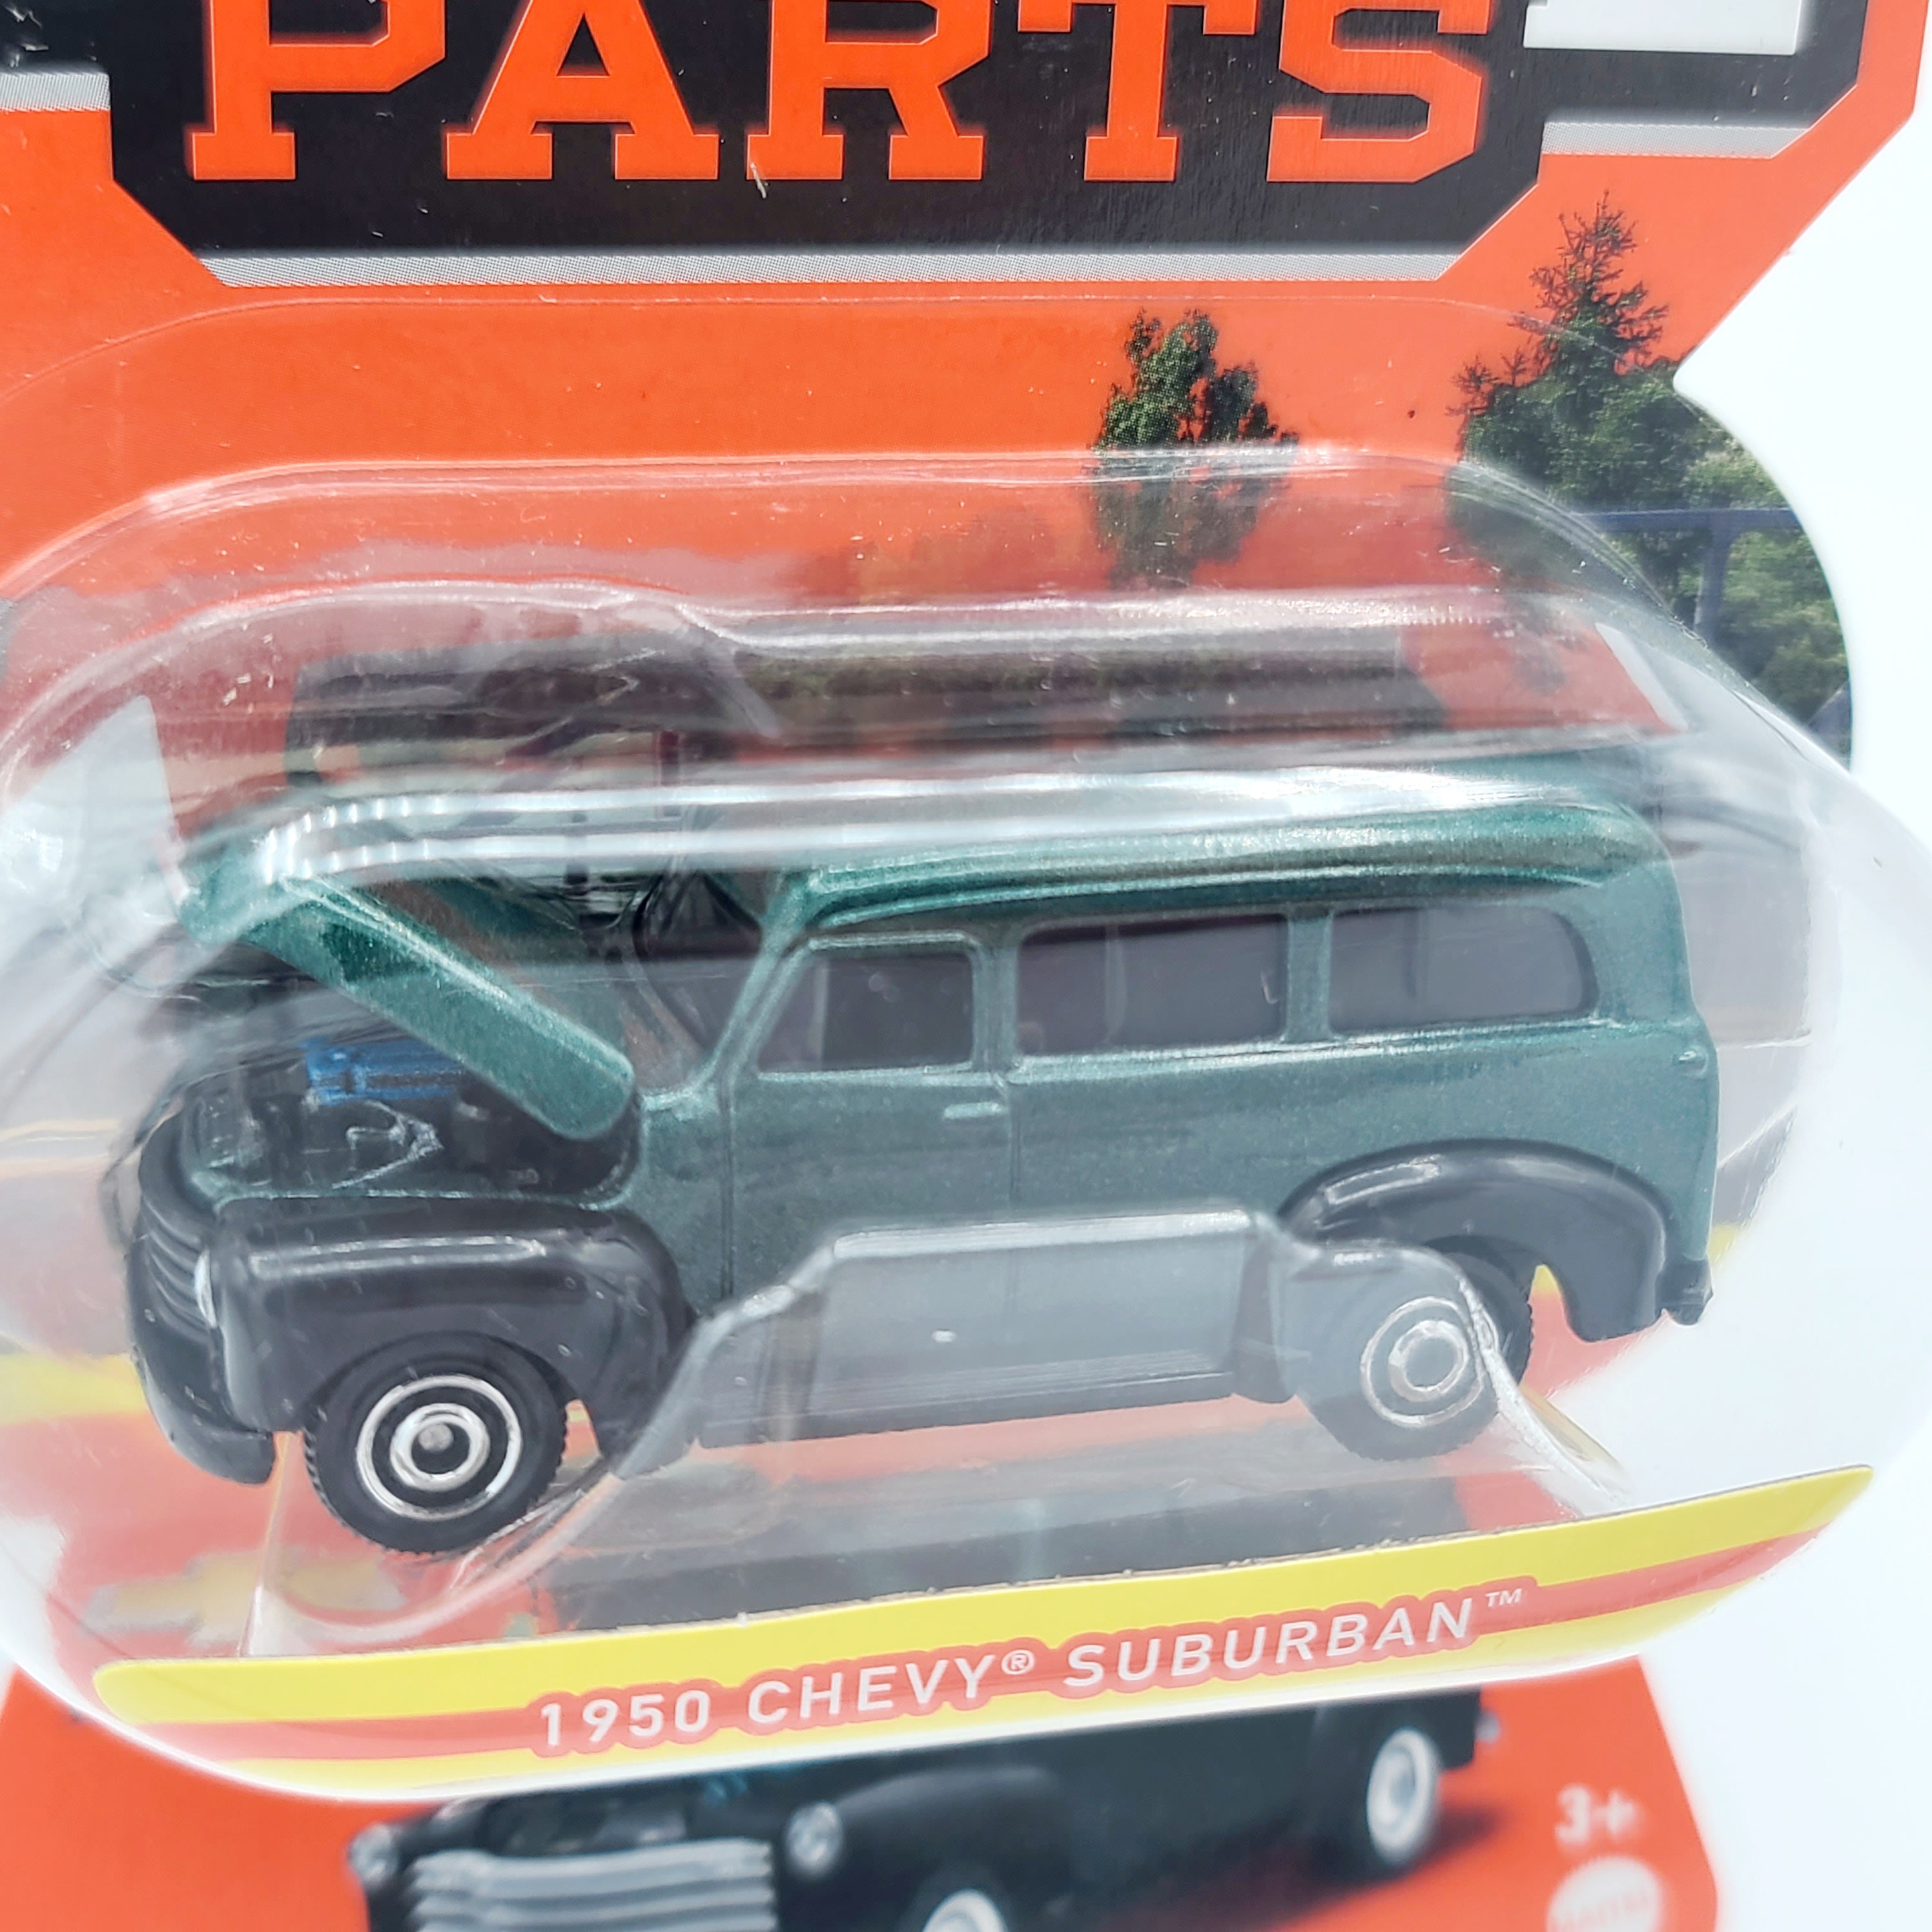 PARTS
1950 CHEVY® SUBURBAN™
3+